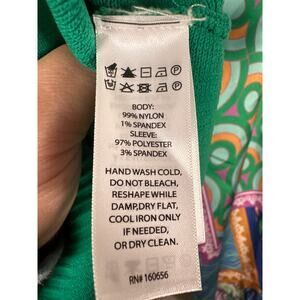 BODY:
99% NYLON
1% SPANDEX
SLEEVE:
97% POLYESTER
3% SPANDEX
HAND WASH COLD,
DO NOT BLEACH,
RESHAPE WHILE
DAMP,DRY FLAT,
COOL IRON ONLY
IF NEEDED,
OR DRY CLEAN.
RN# 160656